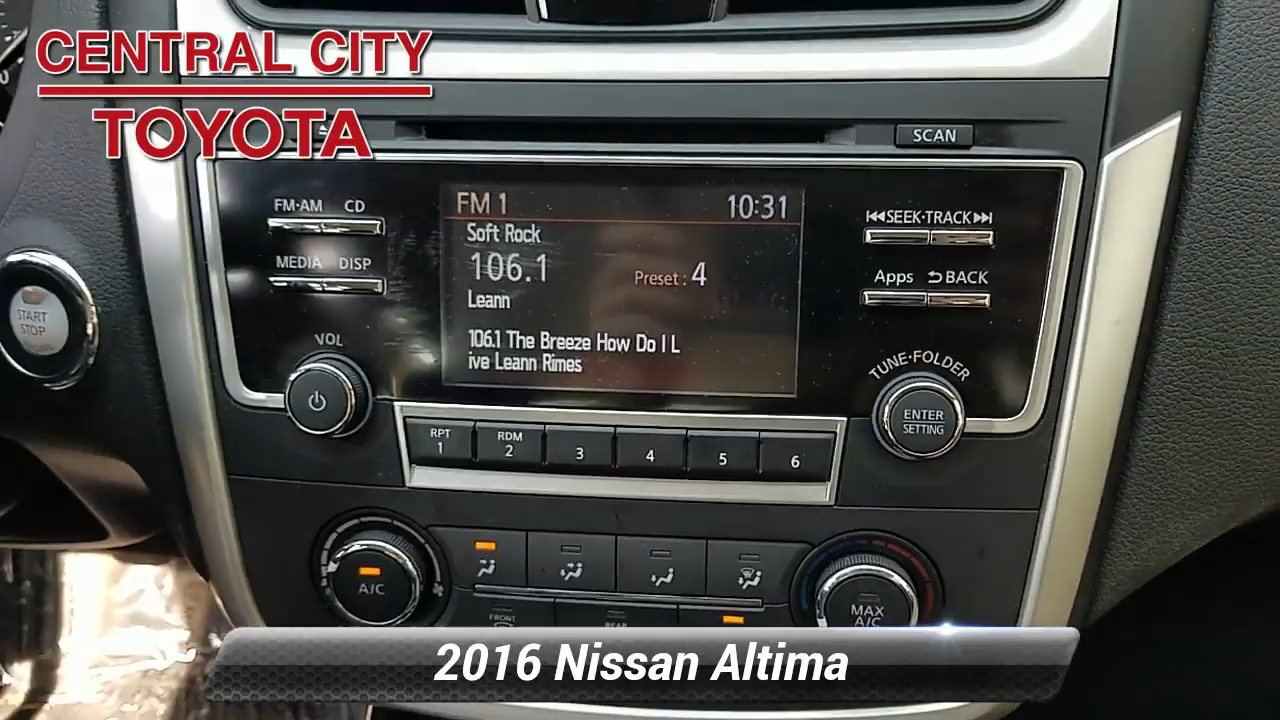 CENTRAL CITY
TOYOTA
SCAN
FM·AM CD
FM 1 10:31
SEEK·TRACK
Soft Rock
MEDIA DISP
106.1
Preset : 4
Apps BACK
Leann
START
STOP
106.1 The Breeze How Do I L
ive Leann Rimes
VOL
TUNE·FOLDER
ENTER
SETTING
RPT
1
RDM
2
3
4
5
6
A/C
MAX
A/C
FRONT
REAR
2016 Nissan Altima